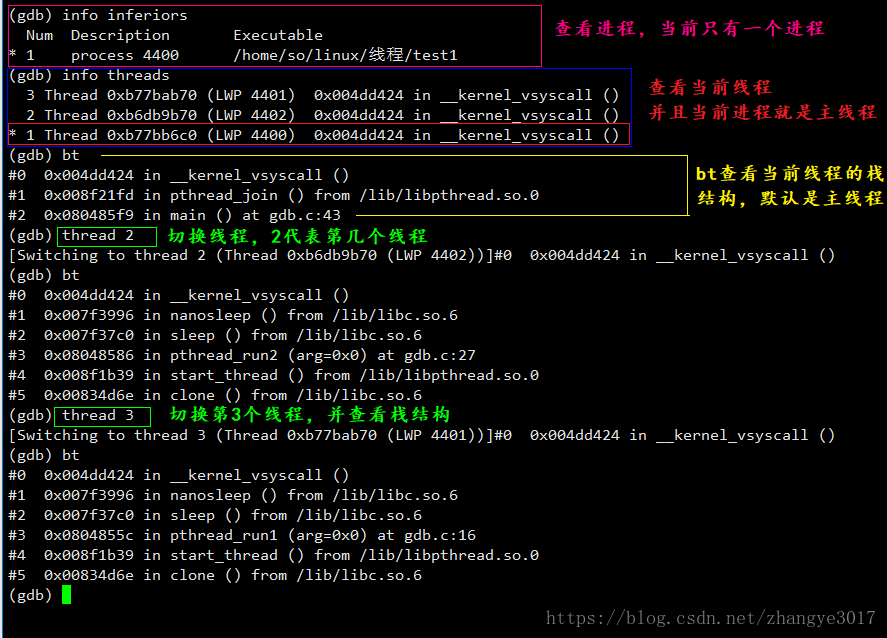 (gdb) info inferiors
查看进程，当前只有一个进程
Num Description Executable
* 1 process 4400 /home/so/linux/线程/test1
(gdb) info threads
查看当前线程
3 Thread 0xb77bab70 (LWP 4401) 0x004dd424 in __kernel_vsyscall ()
2 Thread 0xb6db9b70 (LWP 4402) 0x004dd424 in __kernel_vsyscall ()
并且当前进程就是主线程
* 1 Thread 0xb77bb6c0 (LWP 4400) 0x004dd424 in __kernel_vsyscall ()
(gdb) bt
#0 0x004dd424 in __kernel_vsyscall ()
bt查看当前线程的栈
#1 0x008f21fd in pthread_join () from /lib/libpthread.so.0
结构，默认是主线程
#2 0x080485f9 in main () at gdb.c:43
(gdb) thread 2 切换线程，2代表第几个线程
[Switching to thread 2 (Thread 0xb6db9b70 (LWP 4402))]#0 0x004dd424 in __kernel_vsyscall ()
(gdb) bt
#0 0x004dd424 in __kernel_vsyscall ()
#1 0x007f3996 in nanosleep () from /lib/libc.so.6
#2 0x007f37c0 in sleep () from /lib/libc.so.6
#3 0x08048586 in pthread_run2 (arg=0x0) at gdb.c:27
#4 0x008f1b39 in start_thread () from /lib/libpthread.so.0
#5 0x00834d6e in clone () from /lib/libc.so.6
(gdb) thread 3 切换第3个线程，并查看栈结构
[Switching to thread 3 (Thread 0xb77bab70 (LWP 4401))]#0 0x004dd424 in __kernel_vsyscall ()
(gdb) bt
#0 0x004dd424 in __kernel_vsyscall ()
#1 0x007f3996 in nanosleep () from /lib/libc.so.6
#2 0x007f37c0 in sleep () from /lib/libc.so.6
#3 0x0804855c in pthread_run1 (arg=0x0) at gdb.c:16
#4 0x008f1b39 in start_thread () from /lib/libpthread.so.0
#5 0x00834d6e in clone () from /lib/libc.so.6
(gdb)
https://blog.csdn.net/zhangye3017